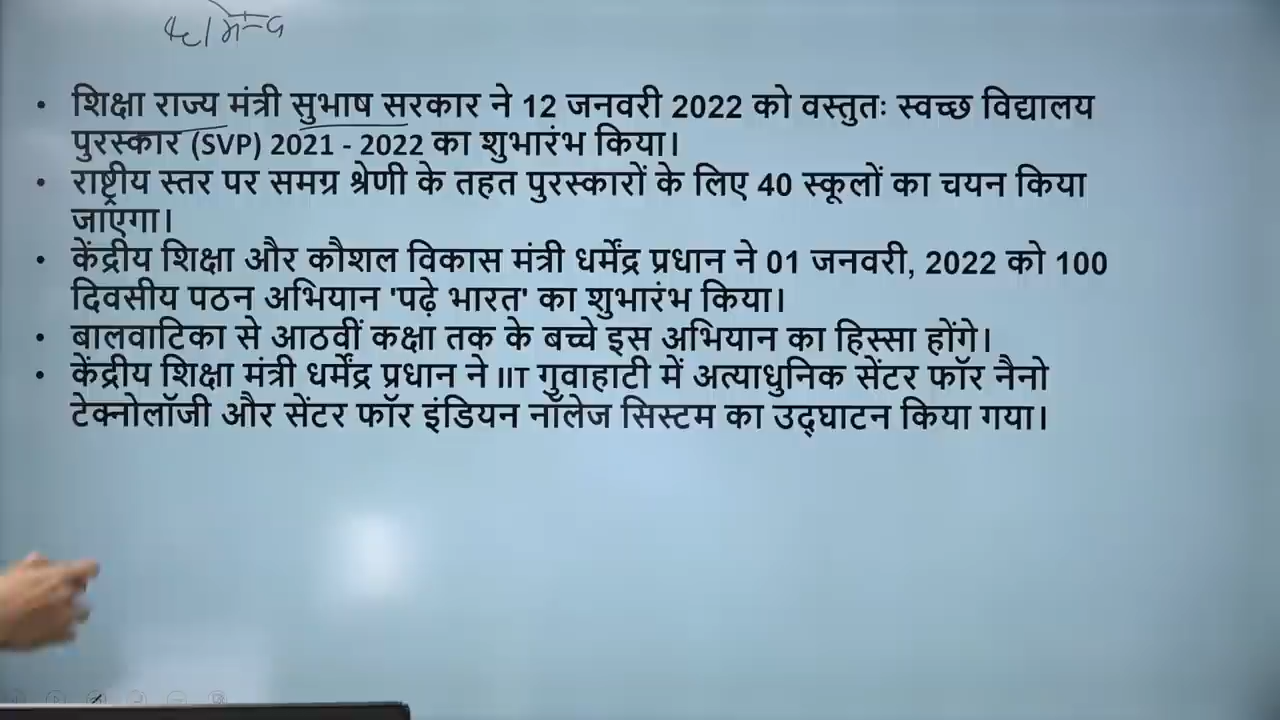 • शिक्षा राज्य मंत्री सुभाष सरकार ने 12 जनवरी 2022 को वस्तुतः स्वच्छ विद्यालय
पुरस्कार (SVP) 2021 - 2022 का शुभारंभ किया।
• राष्ट्रीय स्तर पर समग्र श्रेणी के तहत पुरस्कारों के लिए 40 स्कूलों का चयन किया
जाएगा।
• केंद्रीय शिक्षा और कौशल विकास मंत्री धर्मेंद्र प्रधान ने 01 जनवरी, 2022 को 100
दिवसीय पठन अभियान 'पढ़े भारत' का शुभारंभ किया।
• बालवाटिका से आठवीं कक्षा तक के बच्चे इस अभियान का हिस्सा होंगे।
• केंद्रीय शिक्षा मंत्री धर्मेंद्र प्रधान ने IIT गुवाहाटी में अत्याधुनिक सेंटर फॉर नैनो
टेक्नोलॉजी और सेंटर फॉर इंडियन नॉलेज सिस्टम का उद्घाटन किया गया।